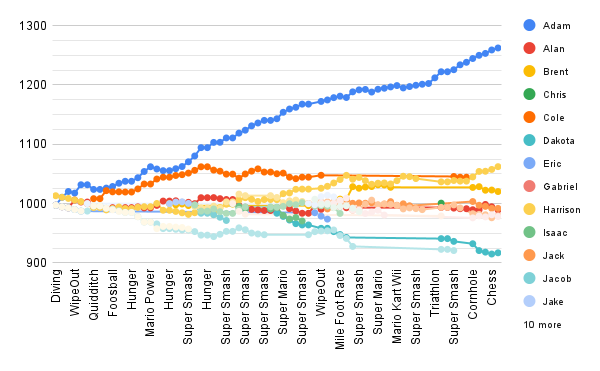 1300
1200
1100
1000
900
Diving
WipeOut
Quidditch
Foosball
Hunger
Mario Power
Hunger
Super Smash
Hunger
Super Smash
Super Smash
Super Smash
Super Mario
Super Smash
WipeOut
Mile Foot Race
Super Smash
Super Mario
Mario Kart Wii
Super Smash
Triathlon
Super Smash
Cornhole
Chess
Adam
Alan
Brent
Chris
Cole
Dakota
Eric
Gabriel
Harrison
Isaac
Jack
Jacob
Jake
10 more